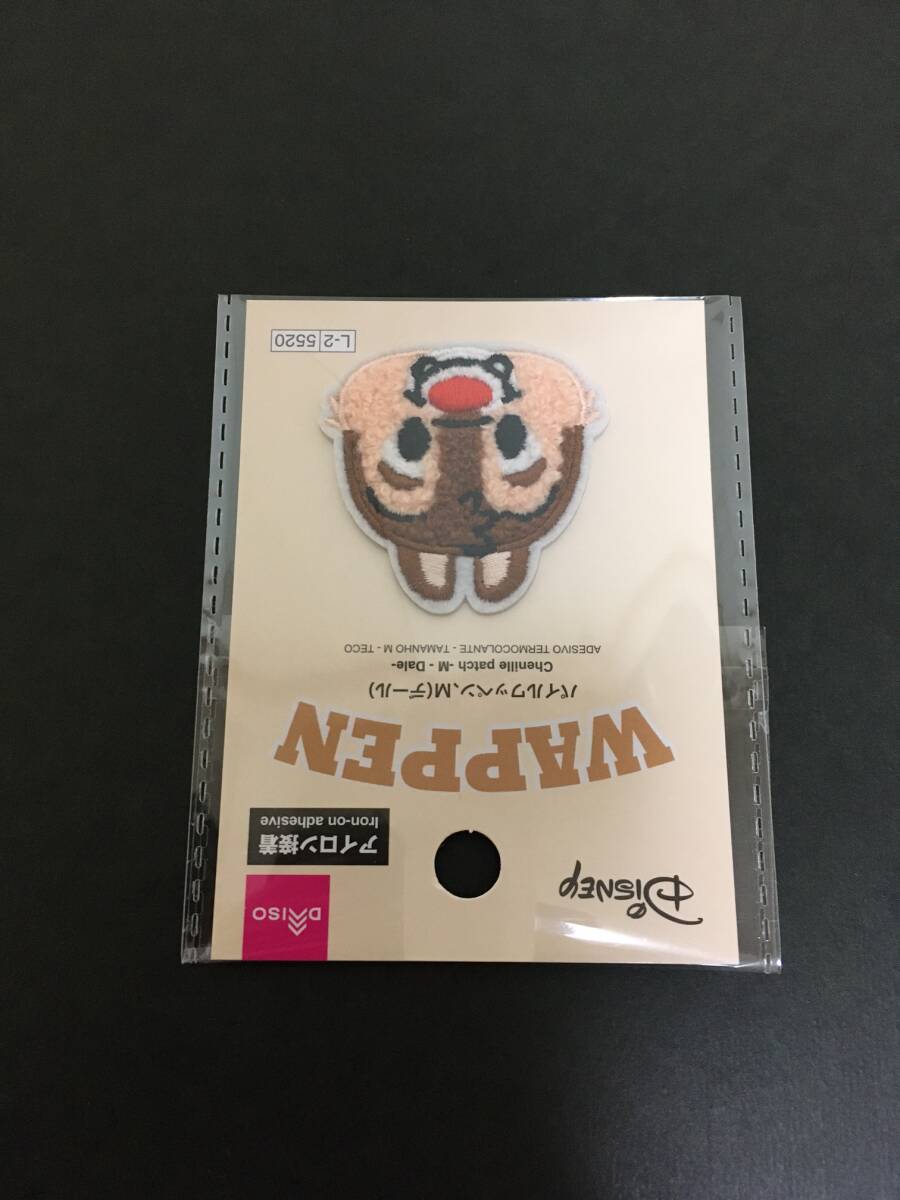 Disney
DAISO
アイロン接着
Iron-on adhesive
WAPPEN
パイルワッペン、M(デール)
Chenille patch -M - Dale-
ADESIVO TERMOCOLANTE - TAMANHO M - TECO
L-2 5520